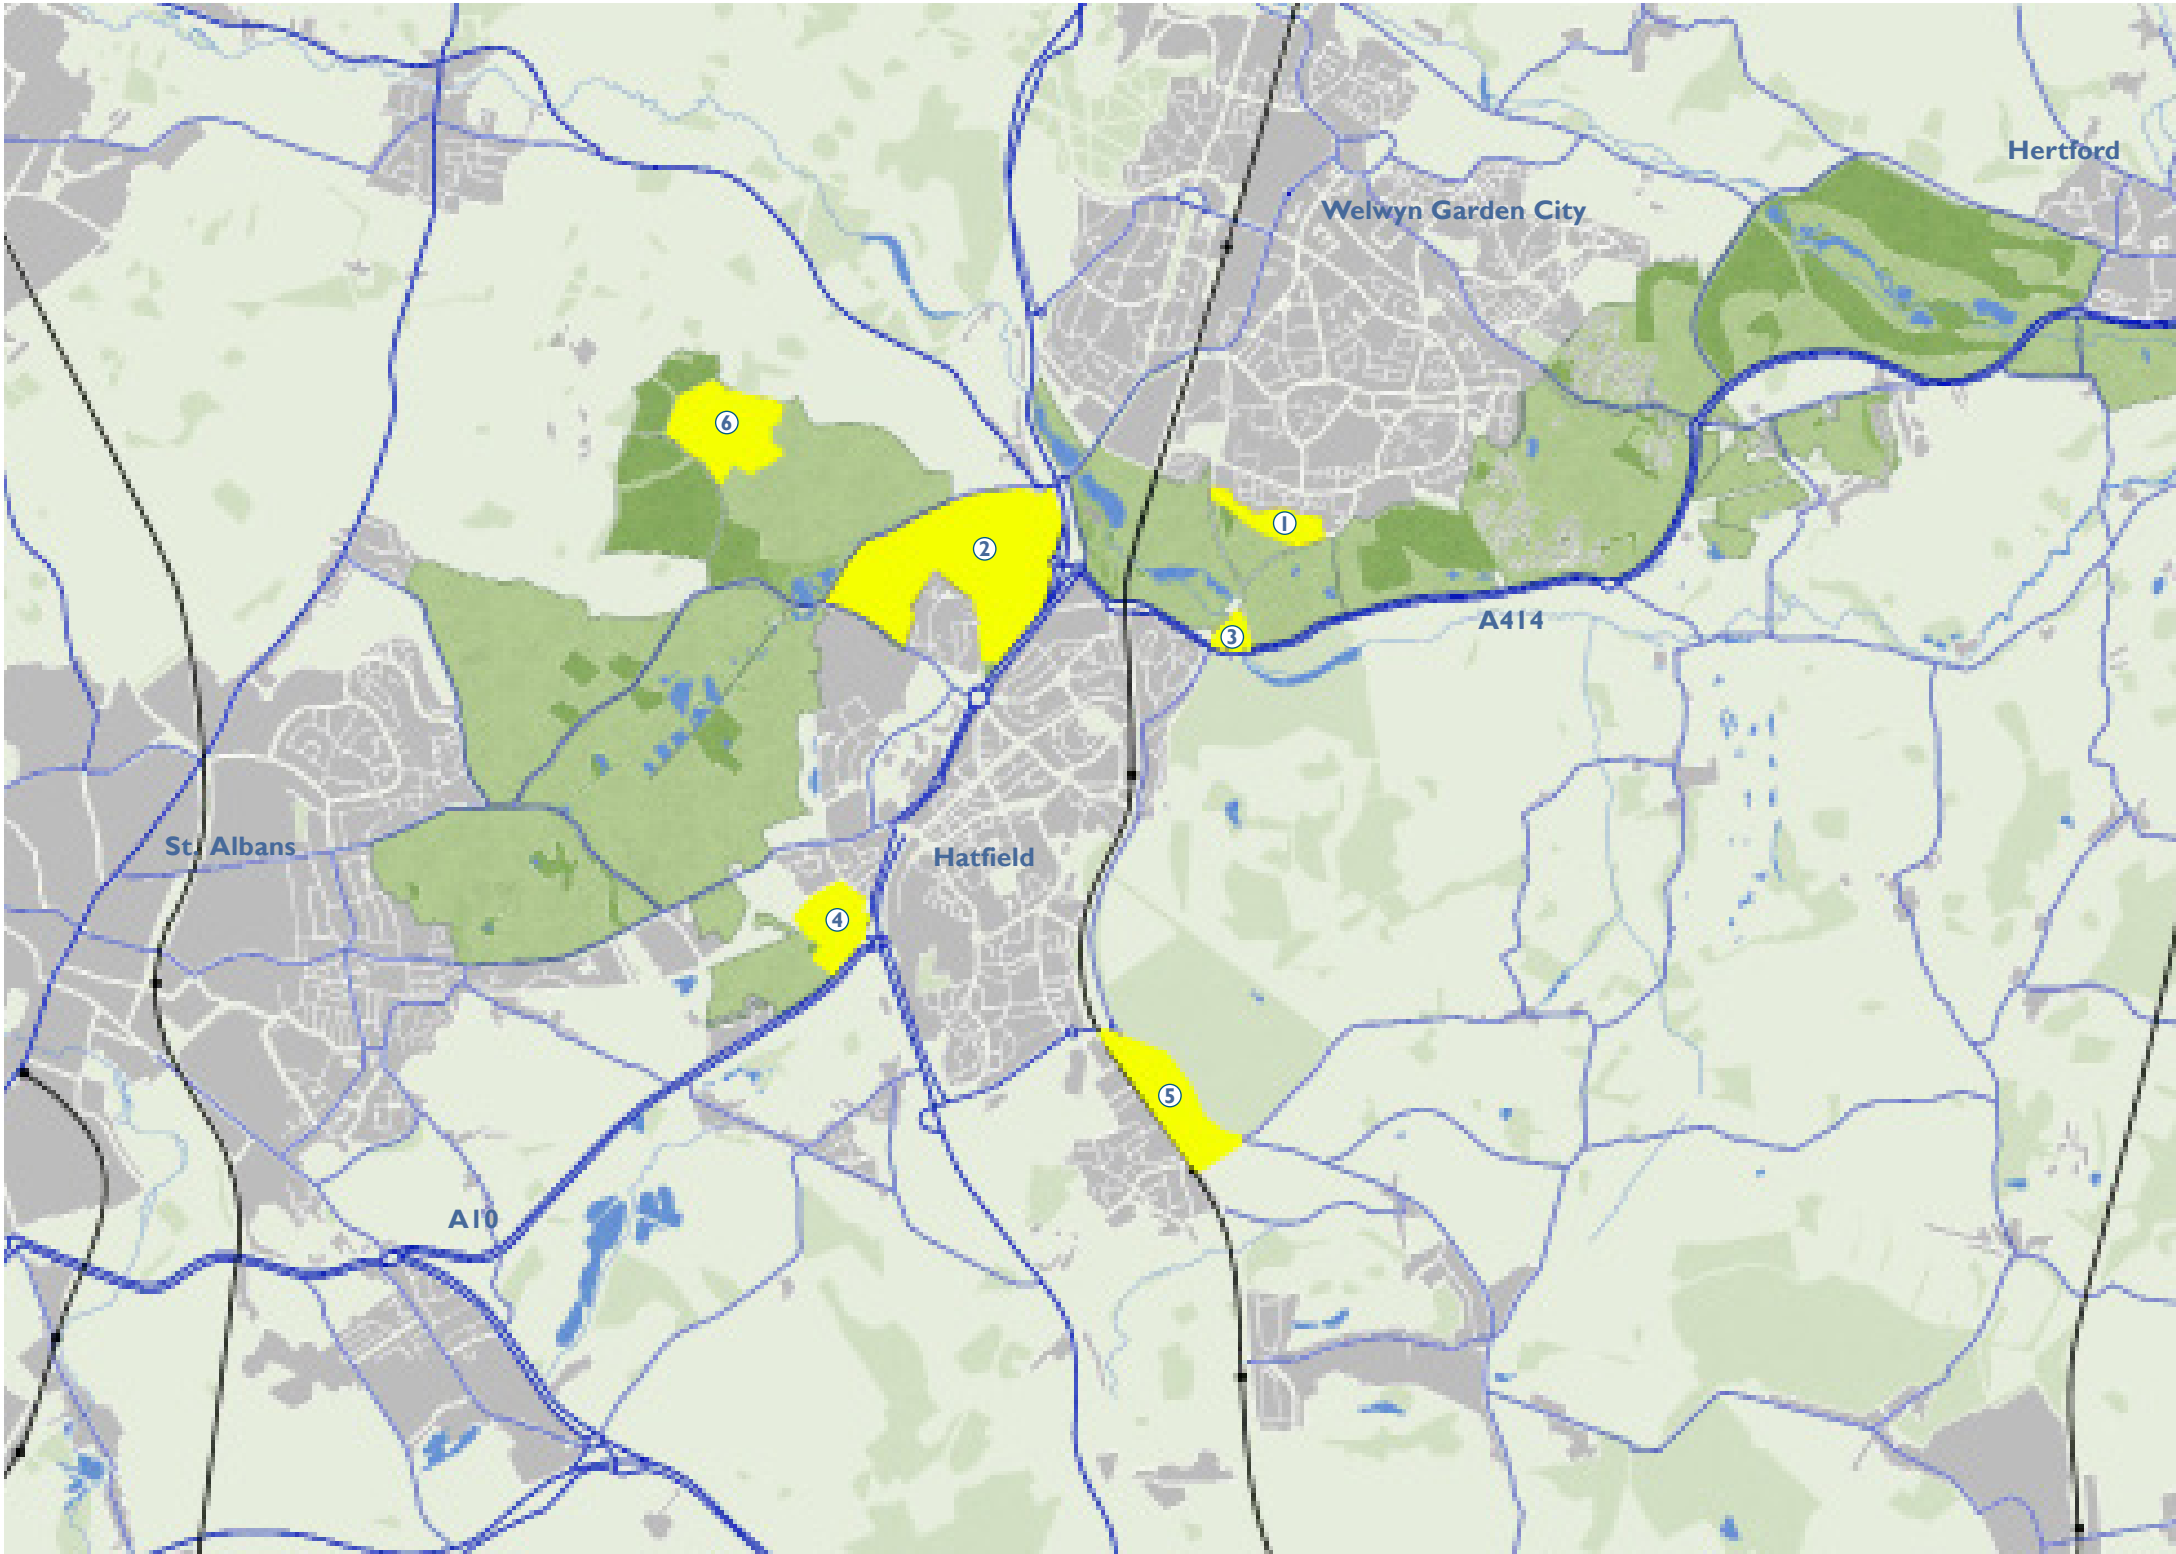 Hertford
Welwyn Garden City
6
1
2
A414
3
St. Albans
Hatfield
4
5
A10